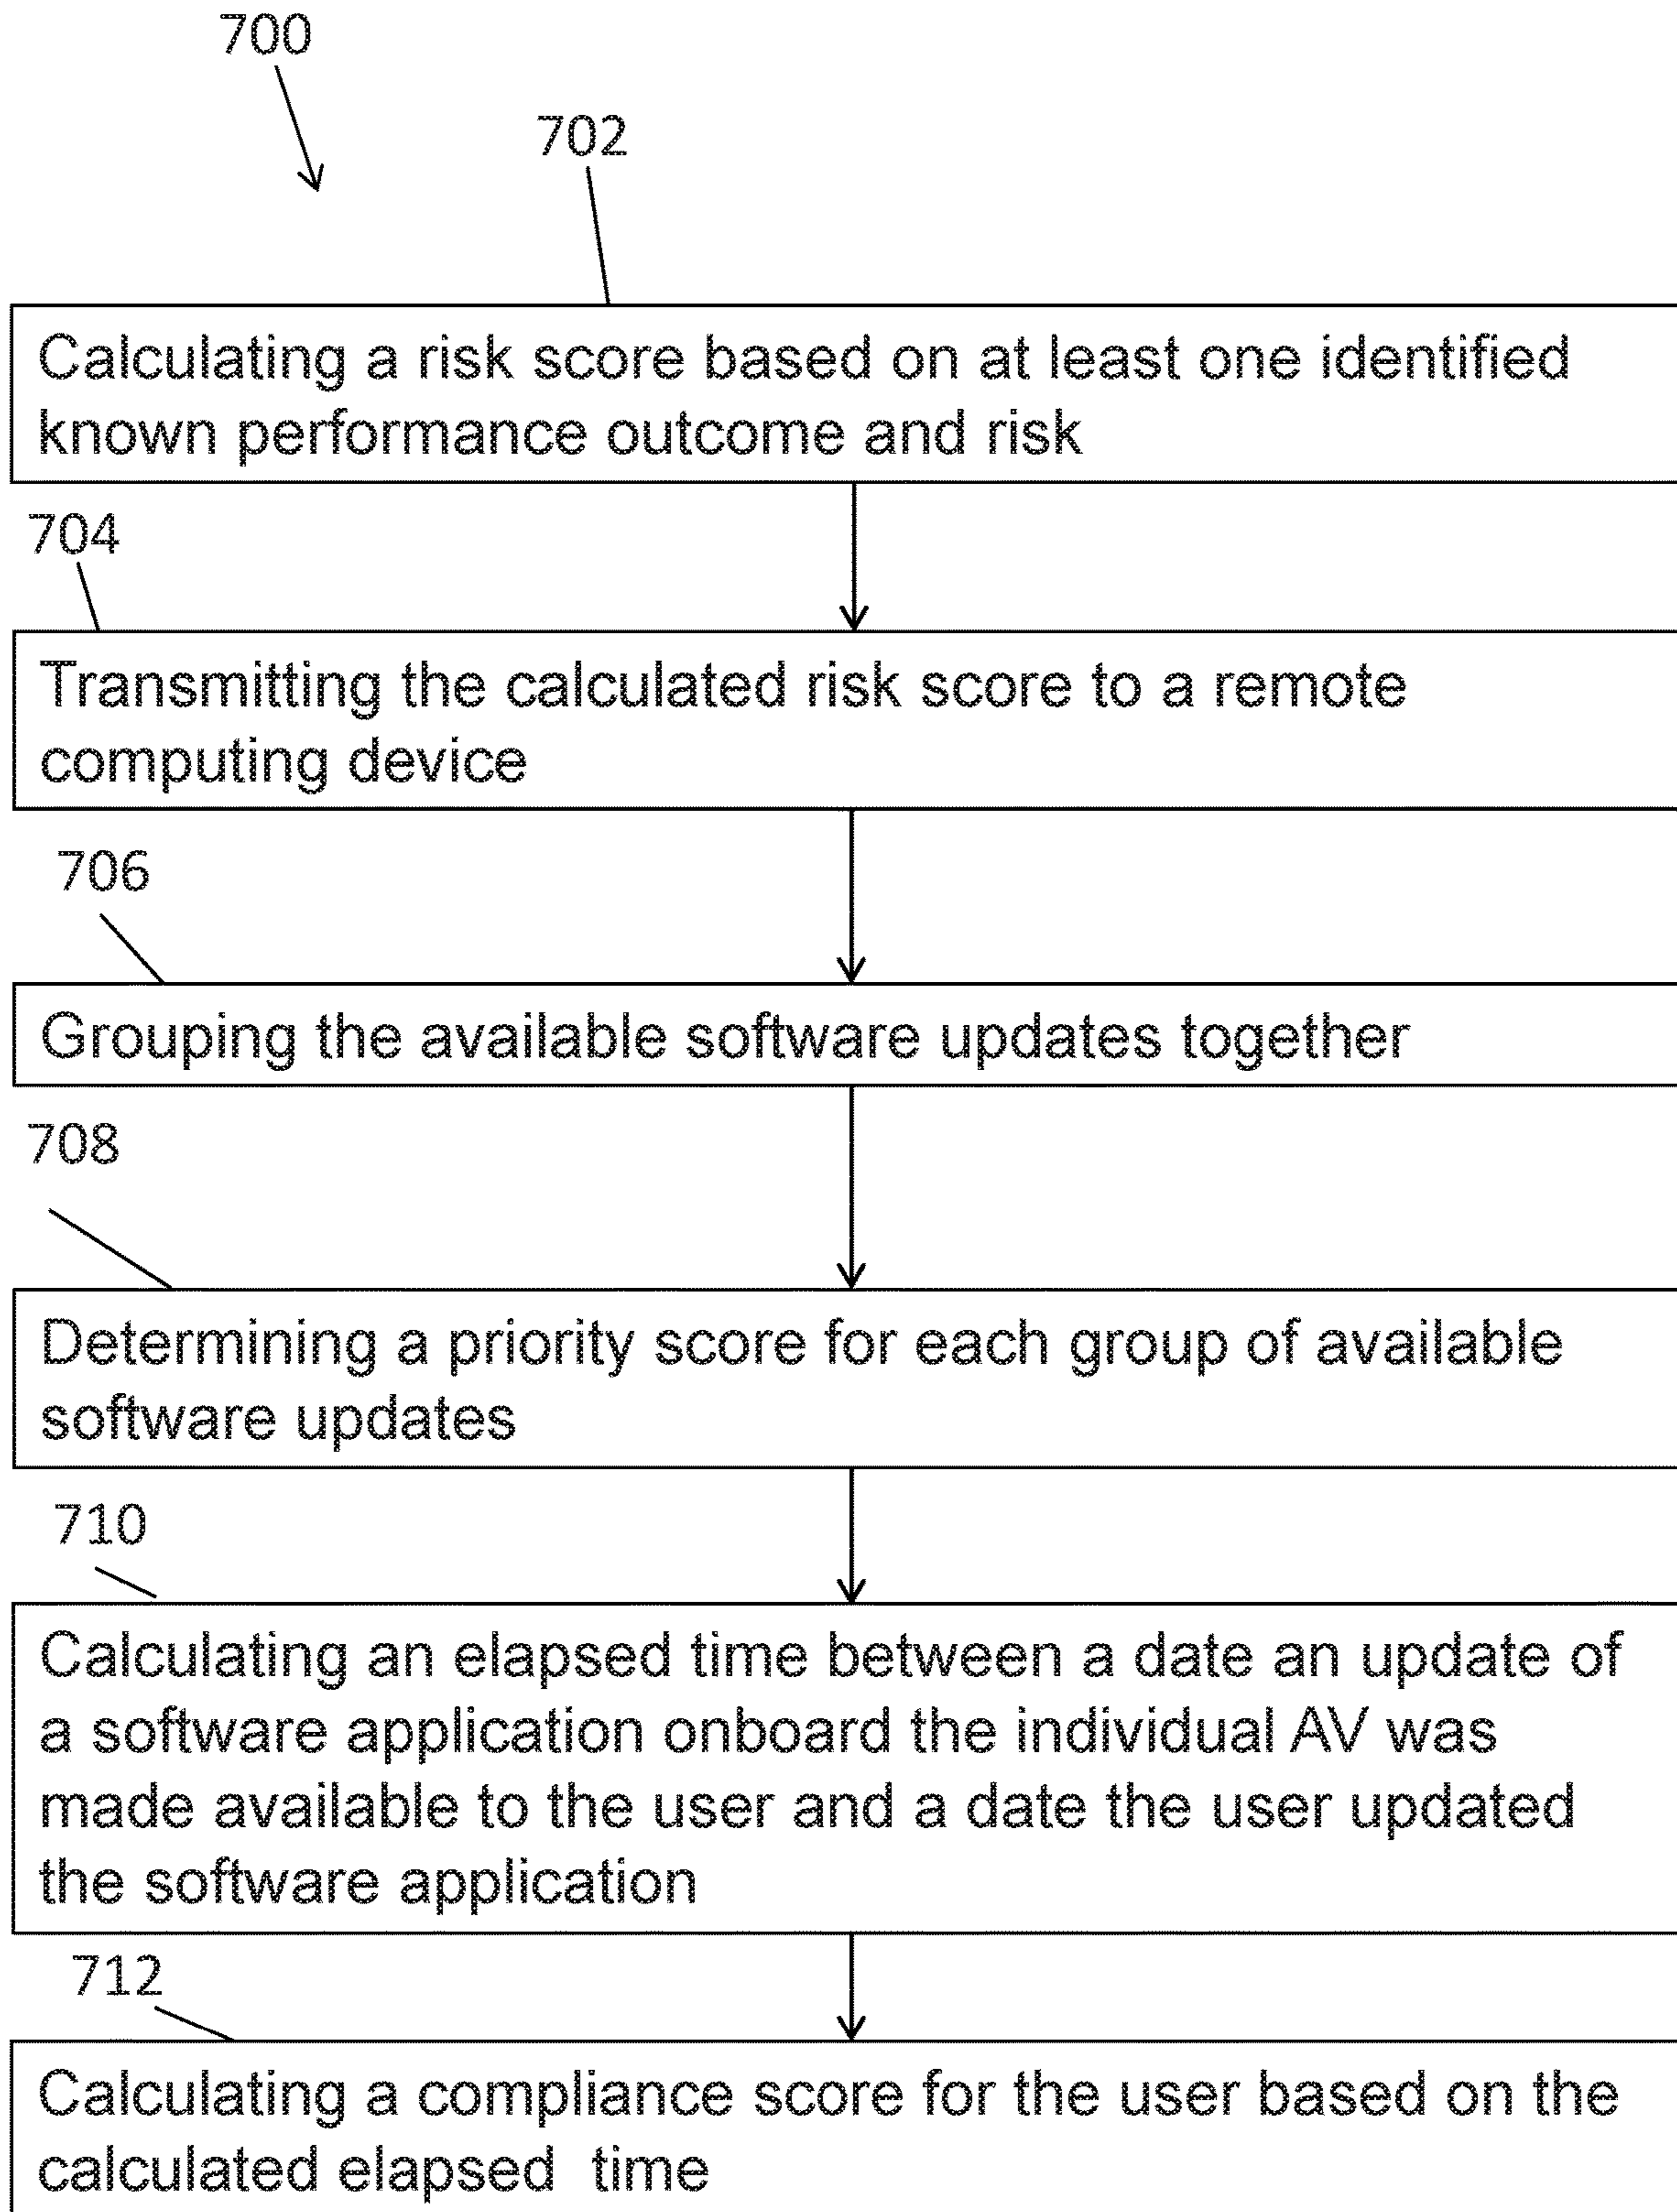 700
702
Calculating a risk score based on at least one identified
known performance outcome and risk
704
Transmitting the calculated risk score to a remote
computing device
706
Grouping the available software updates together
708
Determining a priority score for each group of available
software updates
710
Calculating an elapsed time between a date an update of
a software application onboard the individual AV was
made available to the user and a date the user updated
the software application
712
Calculating a compliance score for the user based on the
calculated elapsed time